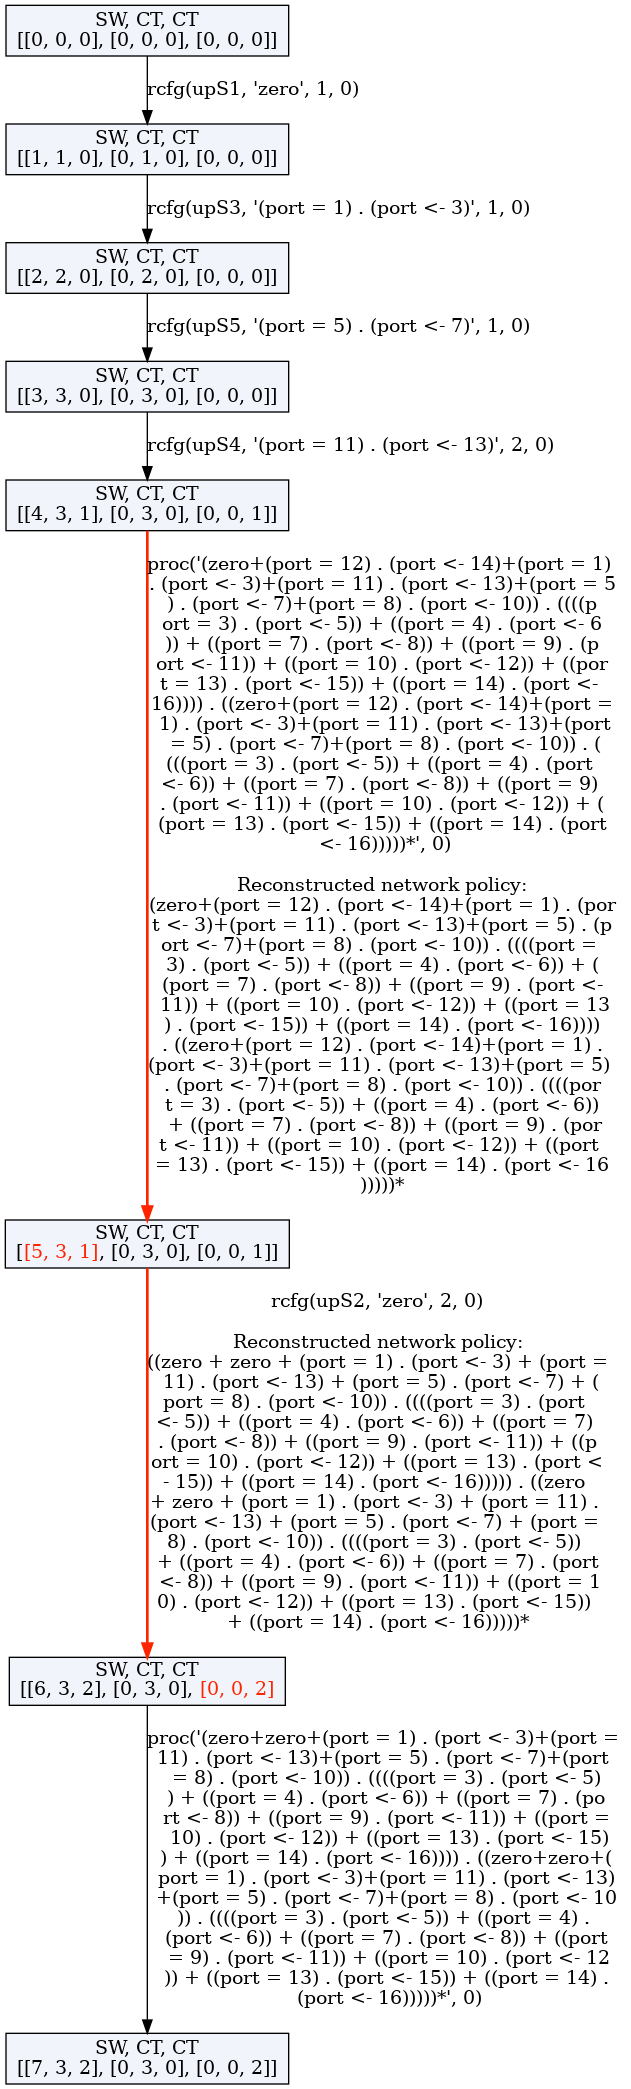 SW, CT, CT
[[0, 0, 0], [0, 0, 0], [0, 0, 0]]
rcfg(upS1, 'zero', 1, 0)
SW, CT, CT
[[1, 1, 0], [0, 1, 0], [0, 0, 0]]
rcfg(upS3, '(port = 1) . (port <- 3)', 1, 0)
SW, CT, CT
[[2, 2, 0], [0, 2, 0], [0, 0, 0]]
rcfg(upS5, '(port = 5) . (port <- 7)', 1, 0)
SW, CT, CT
[[3, 3, 0], [0, 3, 0], [0, 0, 0]]
rcfg(upS4, '(port = 11) . (port <- 13)', 2, 0)
SW, CT, CT
[[4, 3, 1], [0, 3, 0], [0, 0, 1]]
proc('(zero+(port = 12) . (port <- 14)+(port = 1)
. (port <- 3)+(port = 11) . (port <- 13)+(port = 5
) . (port <- 7)+(port = 8) . (port <- 10)) . ((((p
ort = 3) . (port <- 5)) + ((port = 4) . (port <- 6
)) + ((port = 7) . (port <- 8)) + ((port = 9) . (p
ort <- 11)) + ((port = 10) . (port <- 12)) + ((por
t = 13) . (port <- 15)) + ((port = 14) . (port <-
16)))) . ((zero+(port = 12) . (port <- 14)+(port =
1) . (port <- 3)+(port = 11) . (port <- 13)+(port
= 5) . (port <- 7)+(port = 8) . (port <- 10)) . (
(((port = 3) . (port <- 5)) + ((port = 4) . (port
<- 6)) + ((port = 7) . (port <- 8)) + ((port = 9)
. (port <- 11)) + ((port = 10) . (port <- 12)) + (
(port = 13) . (port <- 15)) + ((port = 14) . (port
<- 16)))))*', 0)
Reconstructed network policy:
(zero+(port = 12) . (port <- 14)+(port = 1) . (por
t <- 3)+(port = 11) . (port <- 13)+(port = 5) . (p
ort <- 7)+(port = 8) . (port <- 10)) . ((((port =
3) . (port <- 5)) + ((port = 4) . (port <- 6)) + (
(port = 7) . (port <- 8)) + ((port = 9) . (port <-
11)) + ((port = 10) . (port <- 12)) + ((port = 13
) . (port <- 15)) + ((port = 14) . (port <- 16))))
. ((zero+(port = 12) . (port <- 14)+(port = 1) .
(port <- 3)+(port = 11) . (port <- 13)+(port = 5)
. (port <- 7)+(port = 8) . (port <- 10)) . ((((por
t = 3) . (port <- 5)) + ((port = 4) . (port <- 6))
+ ((port = 7) . (port <- 8)) + ((port = 9) . (por
t <- 11)) + ((port = 10) . (port <- 12)) + ((port
= 13) . (port <- 15)) + ((port = 14) . (port <- 16
)))))*
SW, CT, CT
[[5, 3, 1], [0, 3, 0], [0, 0, 1]]
rcfg(upS2, 'zero', 2, 0)
Reconstructed network policy:
((zero + zero + (port = 1) . (port <- 3) + (port =
11) . (port <- 13) + (port = 5) . (port <- 7) + (
port = 8) . (port <- 10)) . ((((port = 3) . (port
<- 5)) + ((port = 4) . (port <- 6)) + ((port = 7)
. (port <- 8)) + ((port = 9) . (port <- 11)) + ((p
ort = 10) . (port <- 12)) + ((port = 13) . (port <
- 15)) + ((port = 14) . (port <- 16))))) . ((zero
+ zero + (port = 1) . (port <- 3) + (port = 11) .
(port <- 13) + (port = 5) . (port <- 7) + (port =
8) . (port <- 10)) . ((((port = 3) . (port <- 5))
+ ((port = 4) . (port <- 6)) + ((port = 7) . (port
<- 8)) + ((port = 9) . (port <- 11)) + ((port = 1
0) . (port <- 12)) + ((port = 13) . (port <- 15))
+ ((port = 14) . (port <- 16)))))*
SW, CT, CT
[[6, 3, 2], [0, 3, 0], [0, 0, 2]
proc('(zero+zero+(port = 1) . (port <- 3)+(port =
11) . (port <- 13)+(port = 5) . (port <- 7)+(port
= 8) . (port <- 10)) . ((((port = 3) . (port <- 5)
) + ((port = 4) . (port <- 6)) + ((port = 7) . (po
rt <- 8)) + ((port = 9) . (port <- 11)) + ((port =
10) . (port <- 12)) + ((port = 13) . (port <- 15)
) + ((port = 14) . (port <- 16)))) . ((zero+zero+(
port = 1) . (port <- 3)+(port = 11) . (port <- 13)
+(port = 5) . (port <- 7)+(port = 8) . (port <- 10
)) . ((((port = 3) . (port <- 5)) + ((port = 4) .
(port <- 6)) + ((port = 7) . (port <- 8)) + ((port
= 9) . (port <- 11)) + ((port = 10) . (port <- 12
)) + ((port = 13) . (port <- 15)) + ((port = 14) .
(port <- 16)))))*', 0)
SW, CT, CT
[[7, 3, 2], [0, 3, 0], [0, 0, 2]]